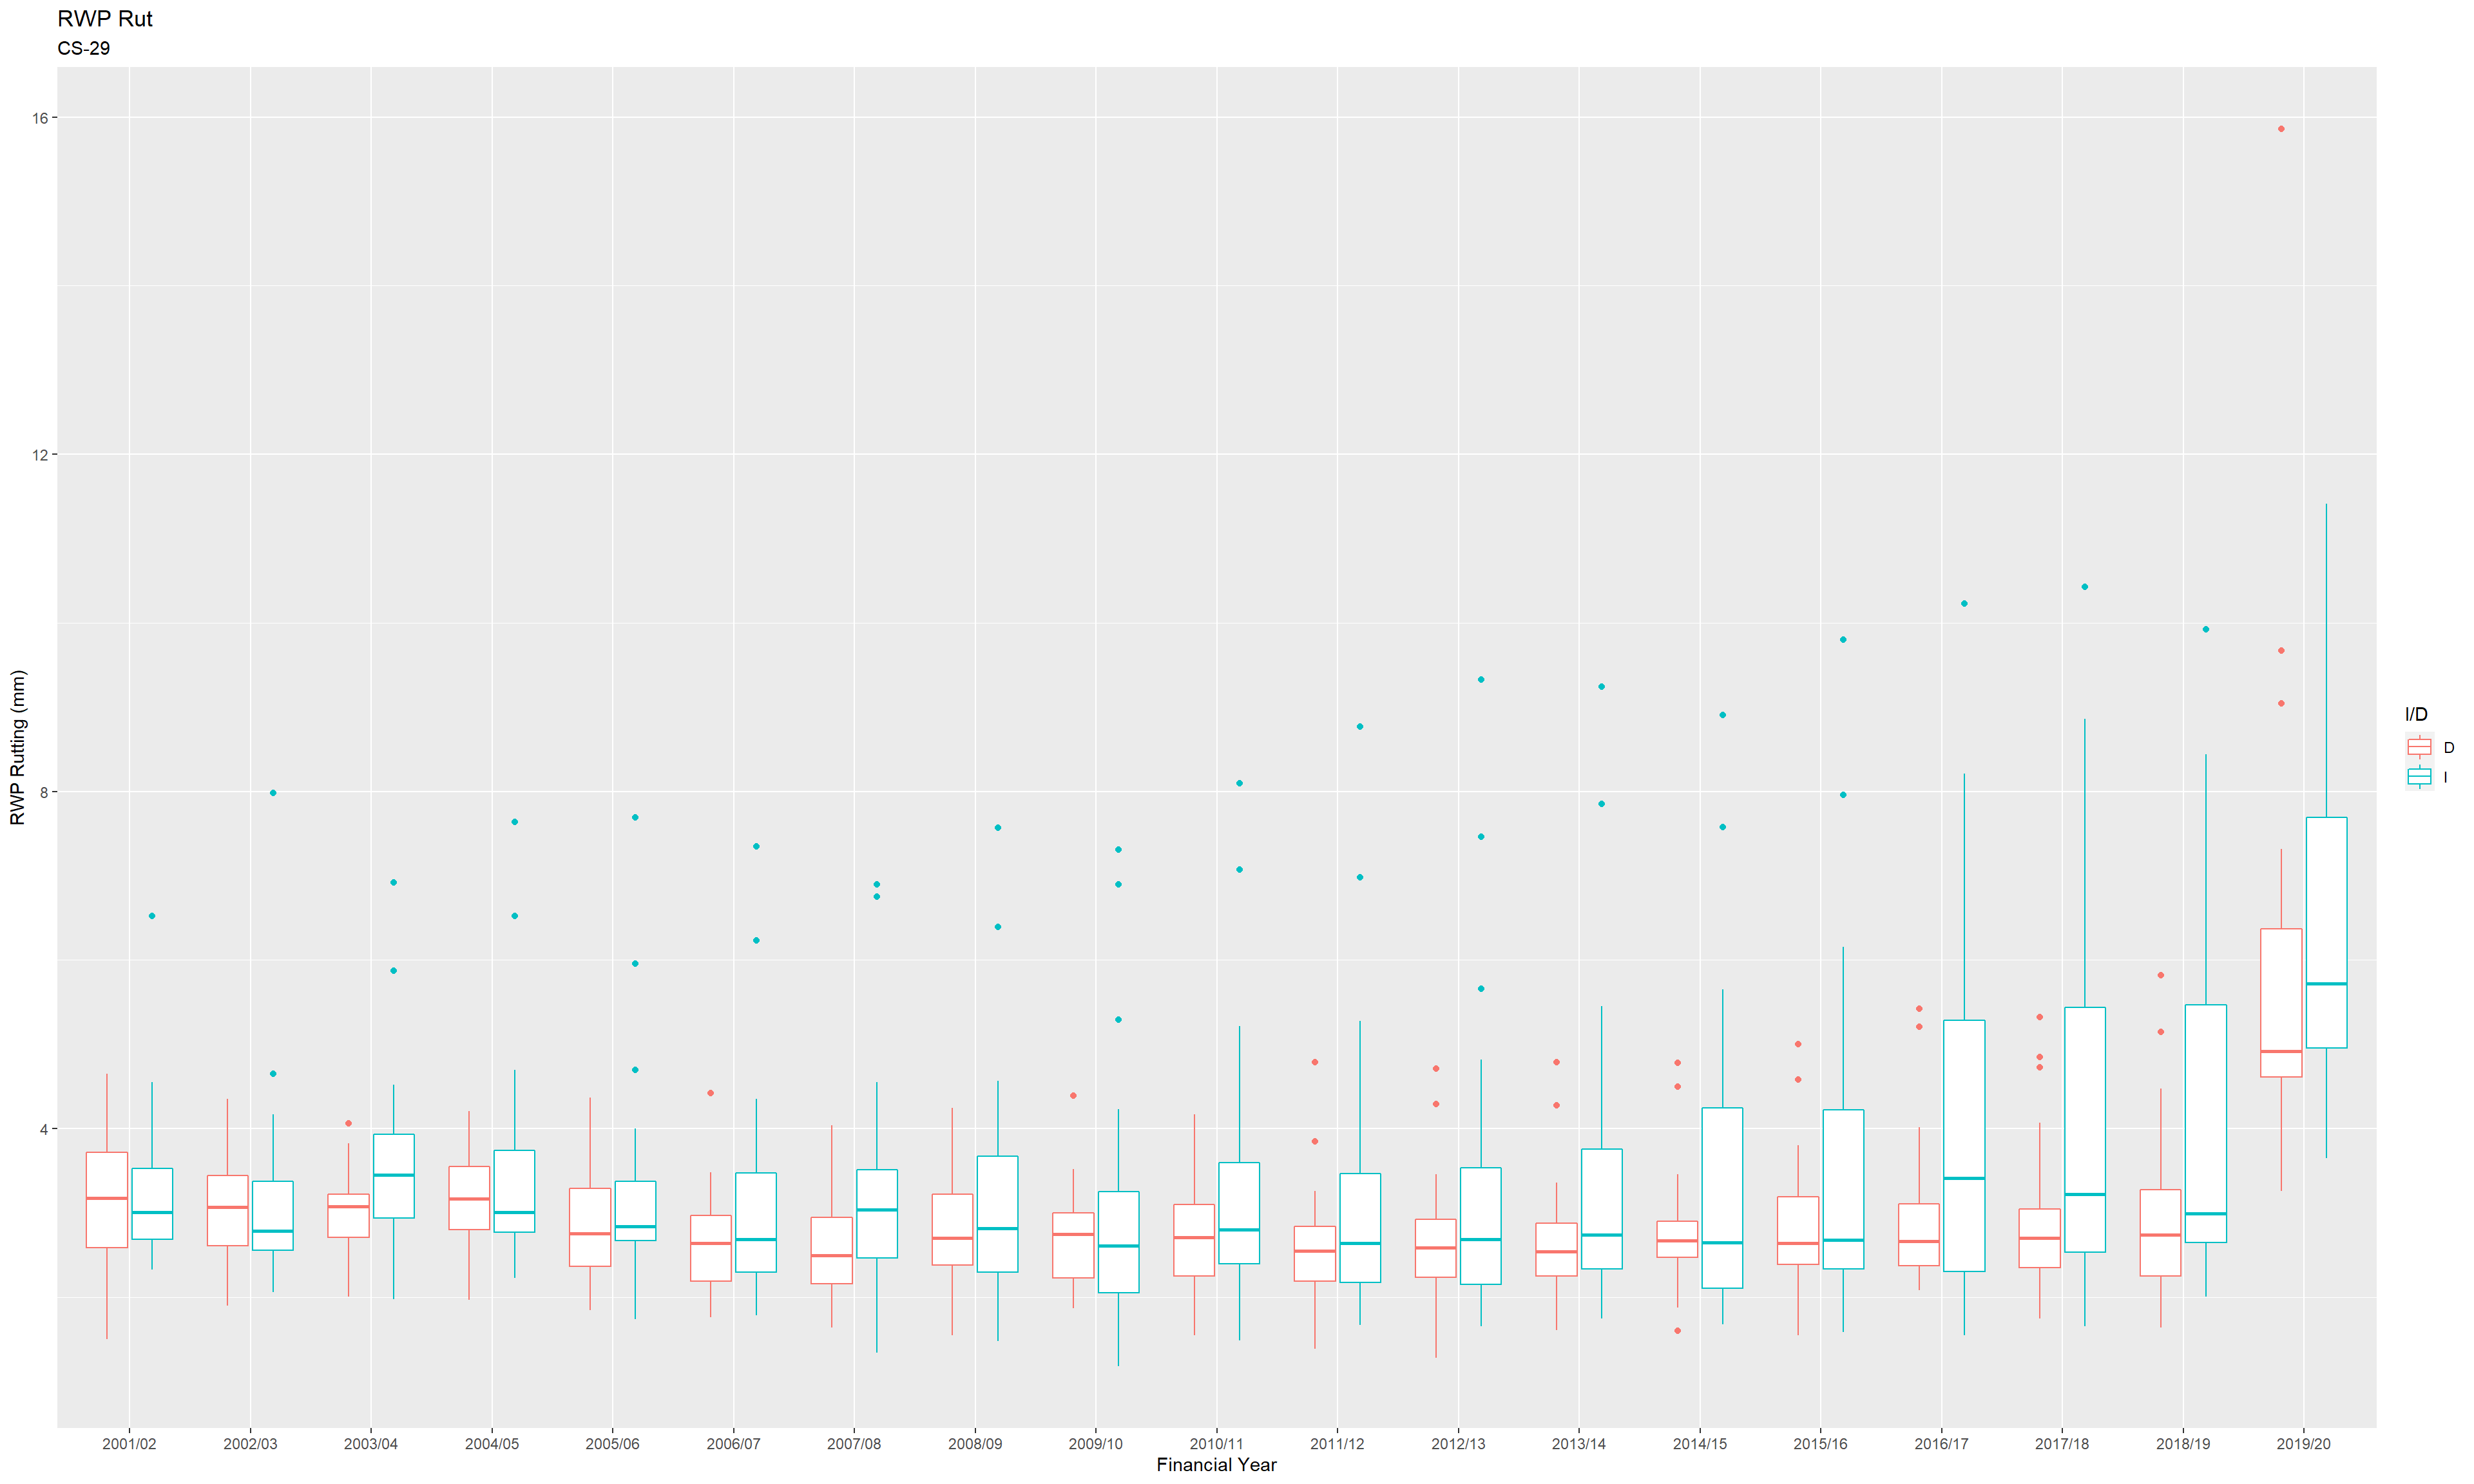 RWP Rut
CS-29
16
12
8
4
RWP Rutting (mm)
2001/02 2002/03 2003/04 2004/05 2005/06 2006/07 2007/08 2008/09 2009/10 2010/11 2011/12 2012/13 2013/14 2014/15 2015/16 2016/17 2017/18 2018/19 2019/20
Financial Year
I/D
D
I